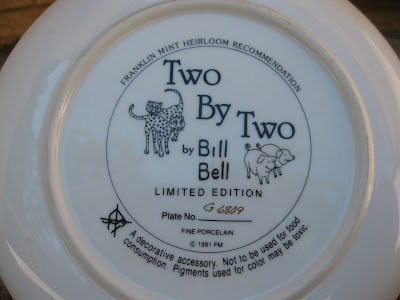 FRANKLIN MINT HEIRLOOM RECOMMENDATION
Two
By
Two
by Bill
Bell
LIMITED EDITION
Plate No. G 6809
FINE PORCELAIN
© 1991 FM
A decorative accessory. Not to be used for food
consumption. Pigments used for color may be toxic.